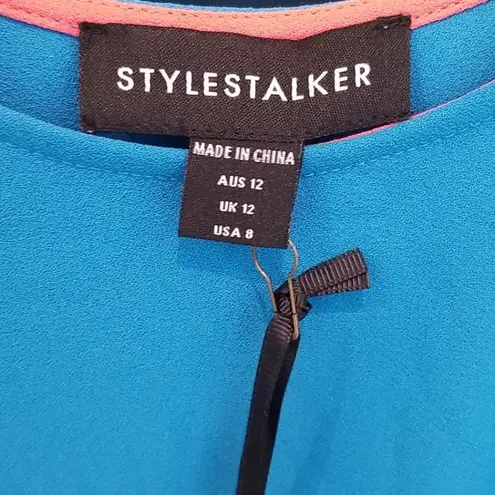 STYLESTALKER
MADE IN CHINA
AUS 12
UK 12
USA 8